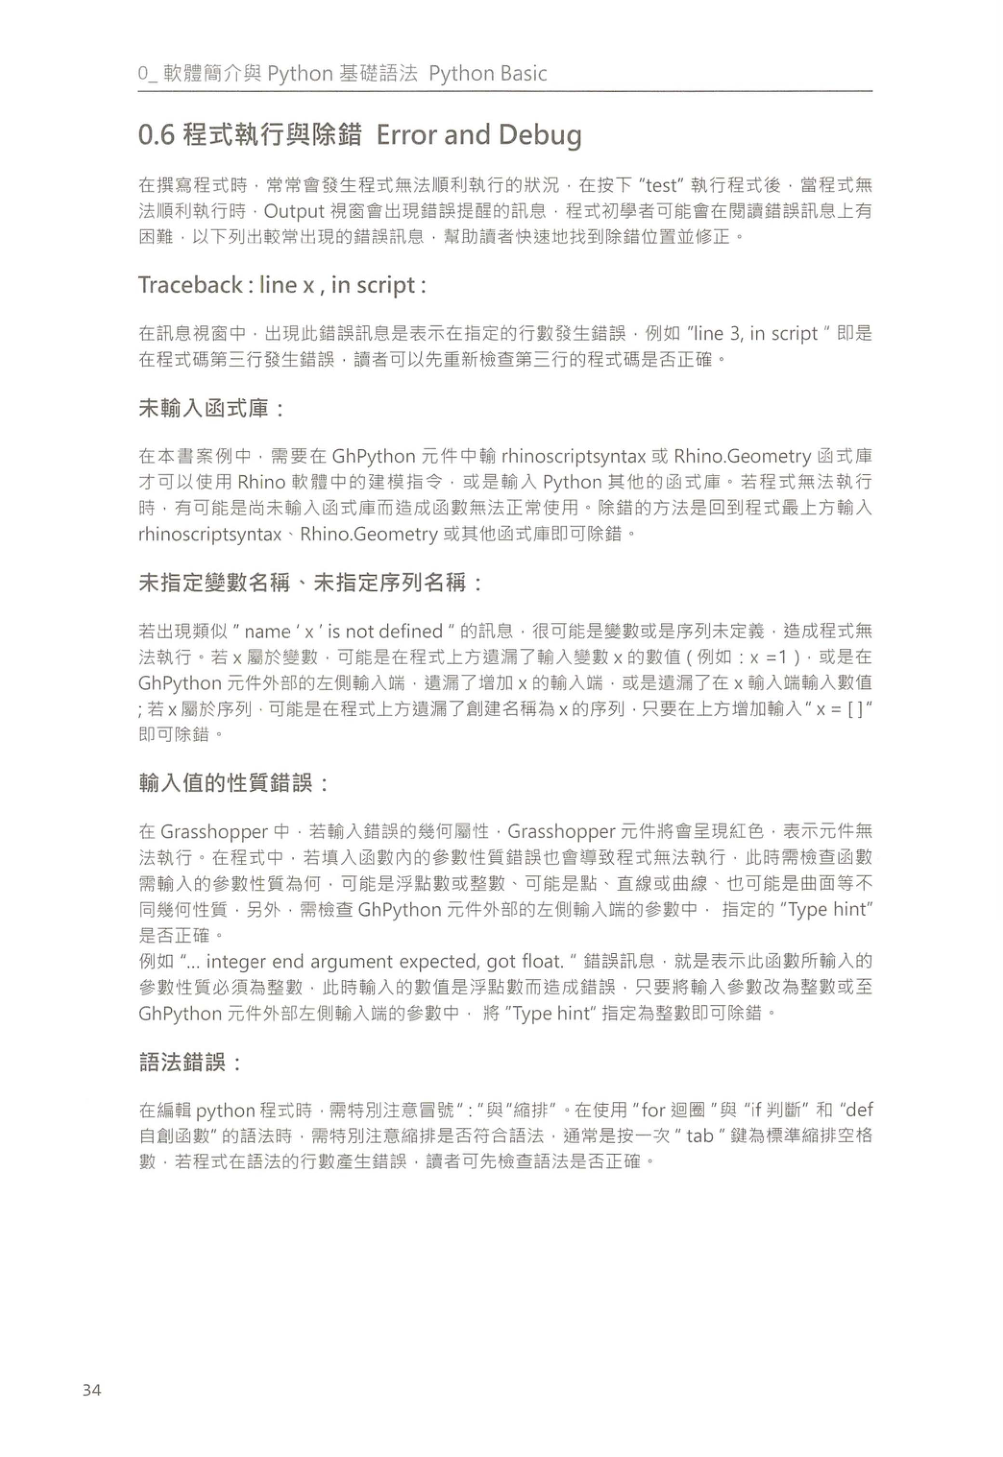 0_ 軟體簡介與 Python 基礎語法 Python Basic
0.6 程式執行與除錯 Error and Debug
在撰寫程式時，常常會發生程式無法順利執行的狀況，在按下 “test” 執行程式後，當程式無
法順利執行時，Output 視窗會出現錯誤提醒的訊息，程式初學者可能會在閱讀錯誤訊息上有
困難，以下列出較常出現的錯誤訊息，幫助讀者快速地找到除錯位置並修正。
Traceback : line x , in script :
在訊息視窗中，出現此錯誤訊息是表示在指定的行數發生錯誤，例如 “line 3, in script “ 即是
在程式碼第三行發生錯誤，讀者可以先重新檢查第三行的程式碼是否正確。
未輸入函式庫：
在本書案例中，需要在 GhPython 元件中輸 rhinoscriptsyntax 或 Rhino.Geometry 函式庫
才可以使用 Rhino 軟體中的建模指令，或是輸入 Python 其他的函式庫。若程式無法執行
時，有可能是尚未輸入函式庫而造成函數無法正常使用。除錯的方法是回到程式最上方輸入
rhinoscriptsyntax、Rhino.Geometry 或其他函式庫即可除錯。
未指定變數名稱、未指定序列名稱：
若出現類似 ” name ‘ x ’ is not defined “ 的訊息，很可能是變數或是序列未定義，造成程式無
法執行。若 x 屬於變數，可能是在程式上方遺漏了輸入變數 x 的數值 ( 例如：x =1 )，或是在
GhPython 元件外部的左側輸入端，遺漏了增加 x 的輸入端，或是遺漏了在 x 輸入端輸入數值
; 若 x 屬於序列，可能是在程式上方遺漏了創建名稱為 x 的序列，只要在上方增加輸入“ x = [ ]”
即可除錯。
輸入值的性質錯誤：
在 Grasshopper 中，若輸入錯誤的幾何屬性，Grasshopper 元件將會呈現紅色，表示元件無
法執行。在程式中，若填入函數內的參數性質錯誤也會導致程式無法執行，此時需檢查函數
需輸入的參數性質為何，可能是浮點數或整數、可能是點、直線或曲線、也可能是曲面等不
同幾何性質，另外，需檢查 GhPython 元件外部的左側輸入端的參數中， 指定的 “Type hint”
是否正確。
例如 “... integer end argument expected, got float. “ 錯誤訊息，就是表示此函數所輸入的
參數性質必須為整數，此時輸入的數值是浮點數而造成錯誤，只要將輸入參數改為整數或至
GhPython 元件外部左側輸入端的參數中， 將 “Type hint” 指定為整數即可除錯。
語法錯誤：
在編輯 python 程式時，需特別注意冒號” : “與“縮排” 。在使用 “for 迴圈 ”與 “if 判斷” 和 “def
自創函數” 的語法時，需特別注意縮排是否符合語法，通常是按一次 ” tab “ 鍵為標準縮排空格
數，若程式在語法的行數產生錯誤，讀者可先檢查語法是否正確。
34